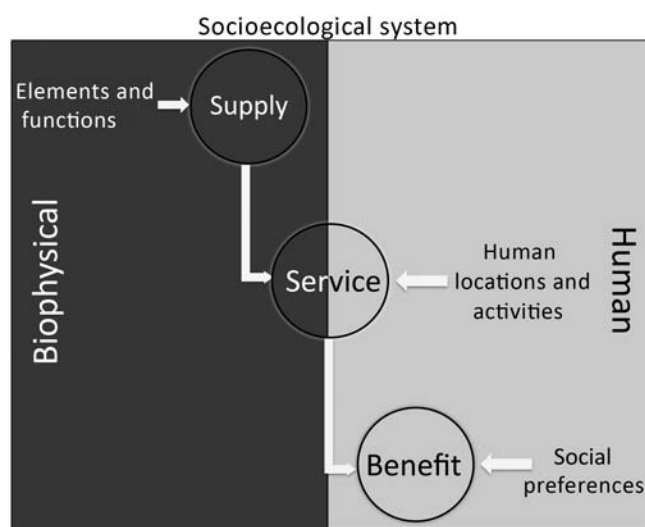 Socioecological system
Elements and
functions
Supply
Biophysical
Service
Human
locations and
activities
Human
Benefit
Social
preferences